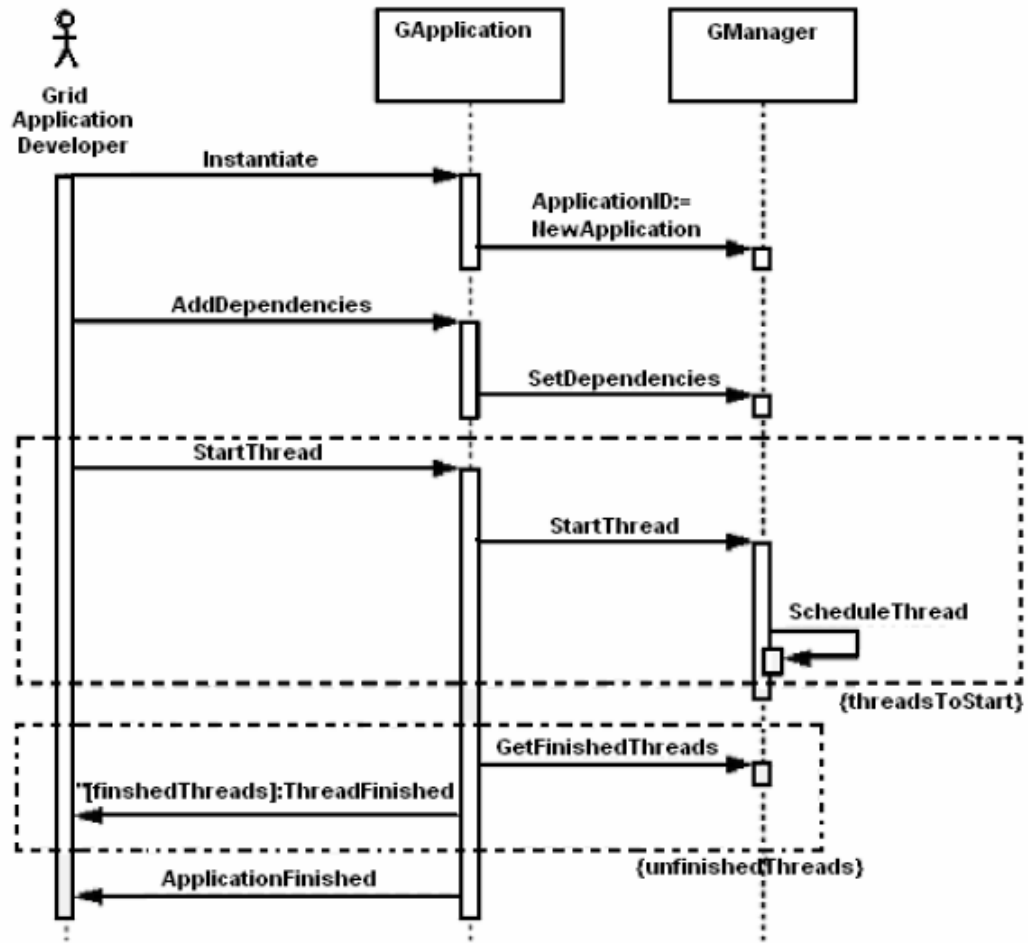 GApplication
GManager
Grid
Application
Developer
Instantiate
ApplicationID:=
NewApplication
AddDependencies
SetDependencies
StartThread
StartThread
ScheduleThread
{threadsToStart}
GetFinishedThreads
"[finshedThreads]:ThreadFinished
{unfinishedThreads}
ApplicationFinished